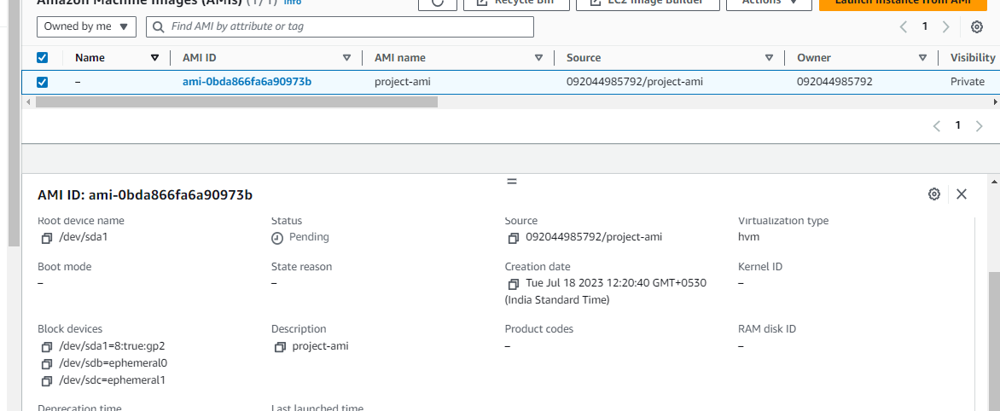 Amazon Machine Images (AMIs) (1/1) Info
Recycle Bin
EC2 Image Builder
Actions
Launch instance from AMI
Owned by me
Find AMI by attribute or tag
1
Name AMI ID AMI name Source Owner Visibility
– ami-0bda866fa6a90973b project-ami 092044985792/project-ami 092044985792 Private
1
AMI ID: ami-0bda866fa6a90973b
Root device name Status Source Virtualization type
/dev/sda1 Pending 092044985792/project-ami hvm
Boot mode State reason Creation date Kernel ID
– – Tue Jul 18 2023 12:20:40 GMT+0530 –
(India Standard Time)
Block devices Description Product codes RAM disk ID
/dev/sda1=8:true:gp2 project-ami – –
/dev/sdb=ephemeral0
/dev/sdc=ephemeral1
Deprecation time Last launched time